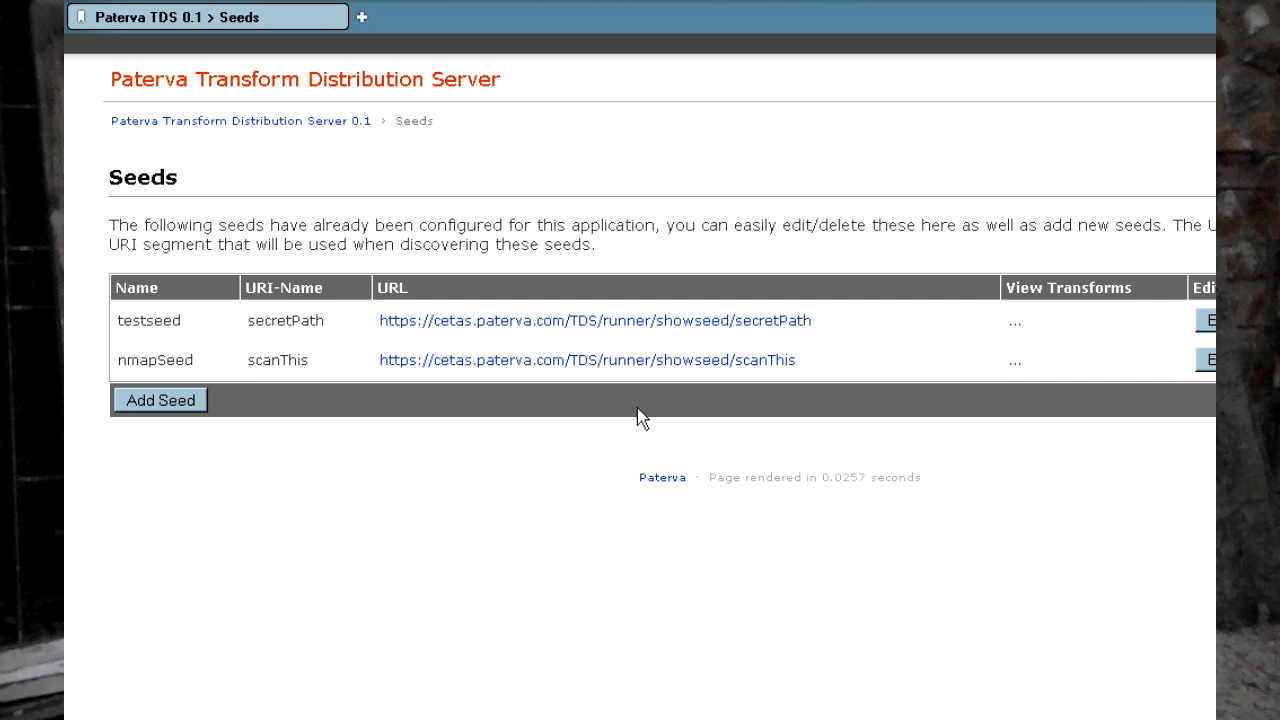 Paterva TDS 0.1 > Seeds
Paterva Transform Distribution Server
Paterva Transform Distribution Server 0.1 › Seeds
Seeds
The following seeds have already been configured for this application, you can easily edit/delete these here as well as add new seeds. The
URI segment that will be used when discovering these seeds.
Name URI-Name URL View Transforms Edi
testseed secretPath https://cetas.paterva.com/TDS/runner/showseed/secretPath ...
nmapSeed scanThis https://cetas.paterva.com/TDS/runner/showseed/scanThis ...
Add Seed
Paterva · Page rendered in 0.0257 seconds